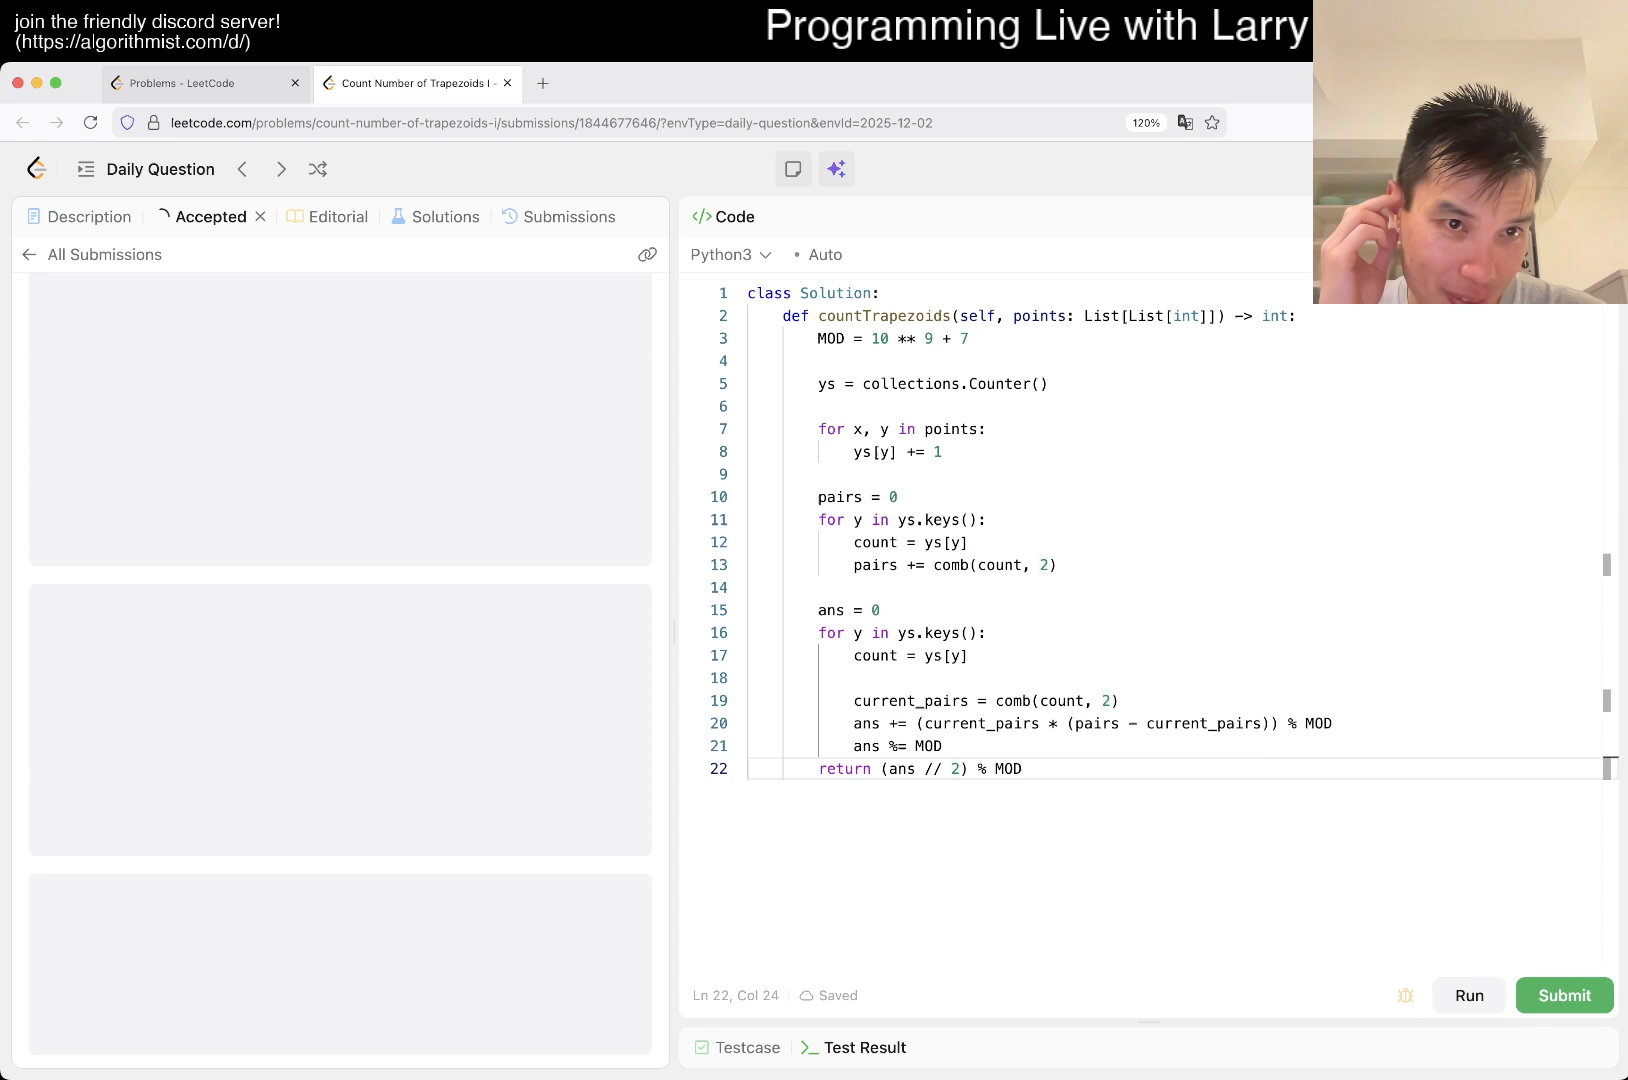 join the friendly discord server!
(https://algorithmist.com/d/)
Programming Live with Larry
Problems - LeetCode
Count Number of Trapezoids I -
leetcode.com/problems/count-number-of-trapezoids-i/submissions/1844677646/?envType=daily-question&envId=2025-12-02
120%
Daily Question
Description
Accepted
Editorial
Solutions
Submissions
All Submissions
</> Code
Python3
Auto
1 class Solution:
2 def countTrapezoids(self, points: List[List[int]]) -> int:
3 MOD = 10 ** 9 + 7
4
5 ys = collections.Counter()
6
7 for x, y in points:
8 ys[y] += 1
9
10 pairs = 0
11 for y in ys.keys():
12 count = ys[y]
13 pairs += comb(count, 2)
14
15 ans = 0
16 for y in ys.keys():
17 count = ys[y]
18
19 current_pairs = comb(count, 2)
20 ans += (current_pairs * (pairs - current_pairs)) % MOD
21 ans %= MOD
22 return (ans // 2) % MOD
Ln 22, Col 24
Saved
Run
Submit
Testcase
Test Result